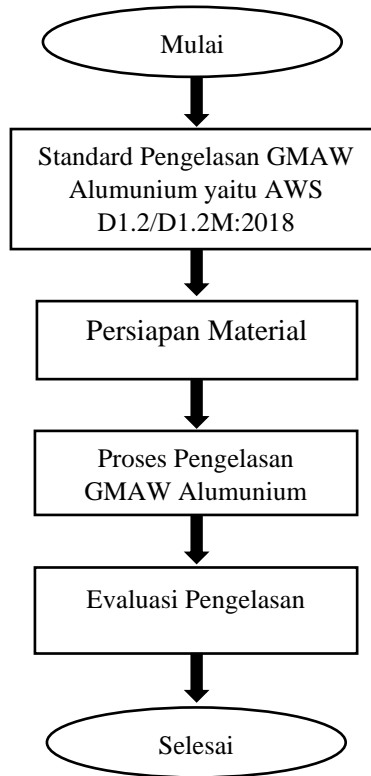 Mulai
Standard Pengelasan GMAW
Alumunium yaitu AWS
D1.2/D1.2M:2018
Persiapan Material
Proses Pengelasan
GMAW Alumunium
Evaluasi Pengelasan
Selesai